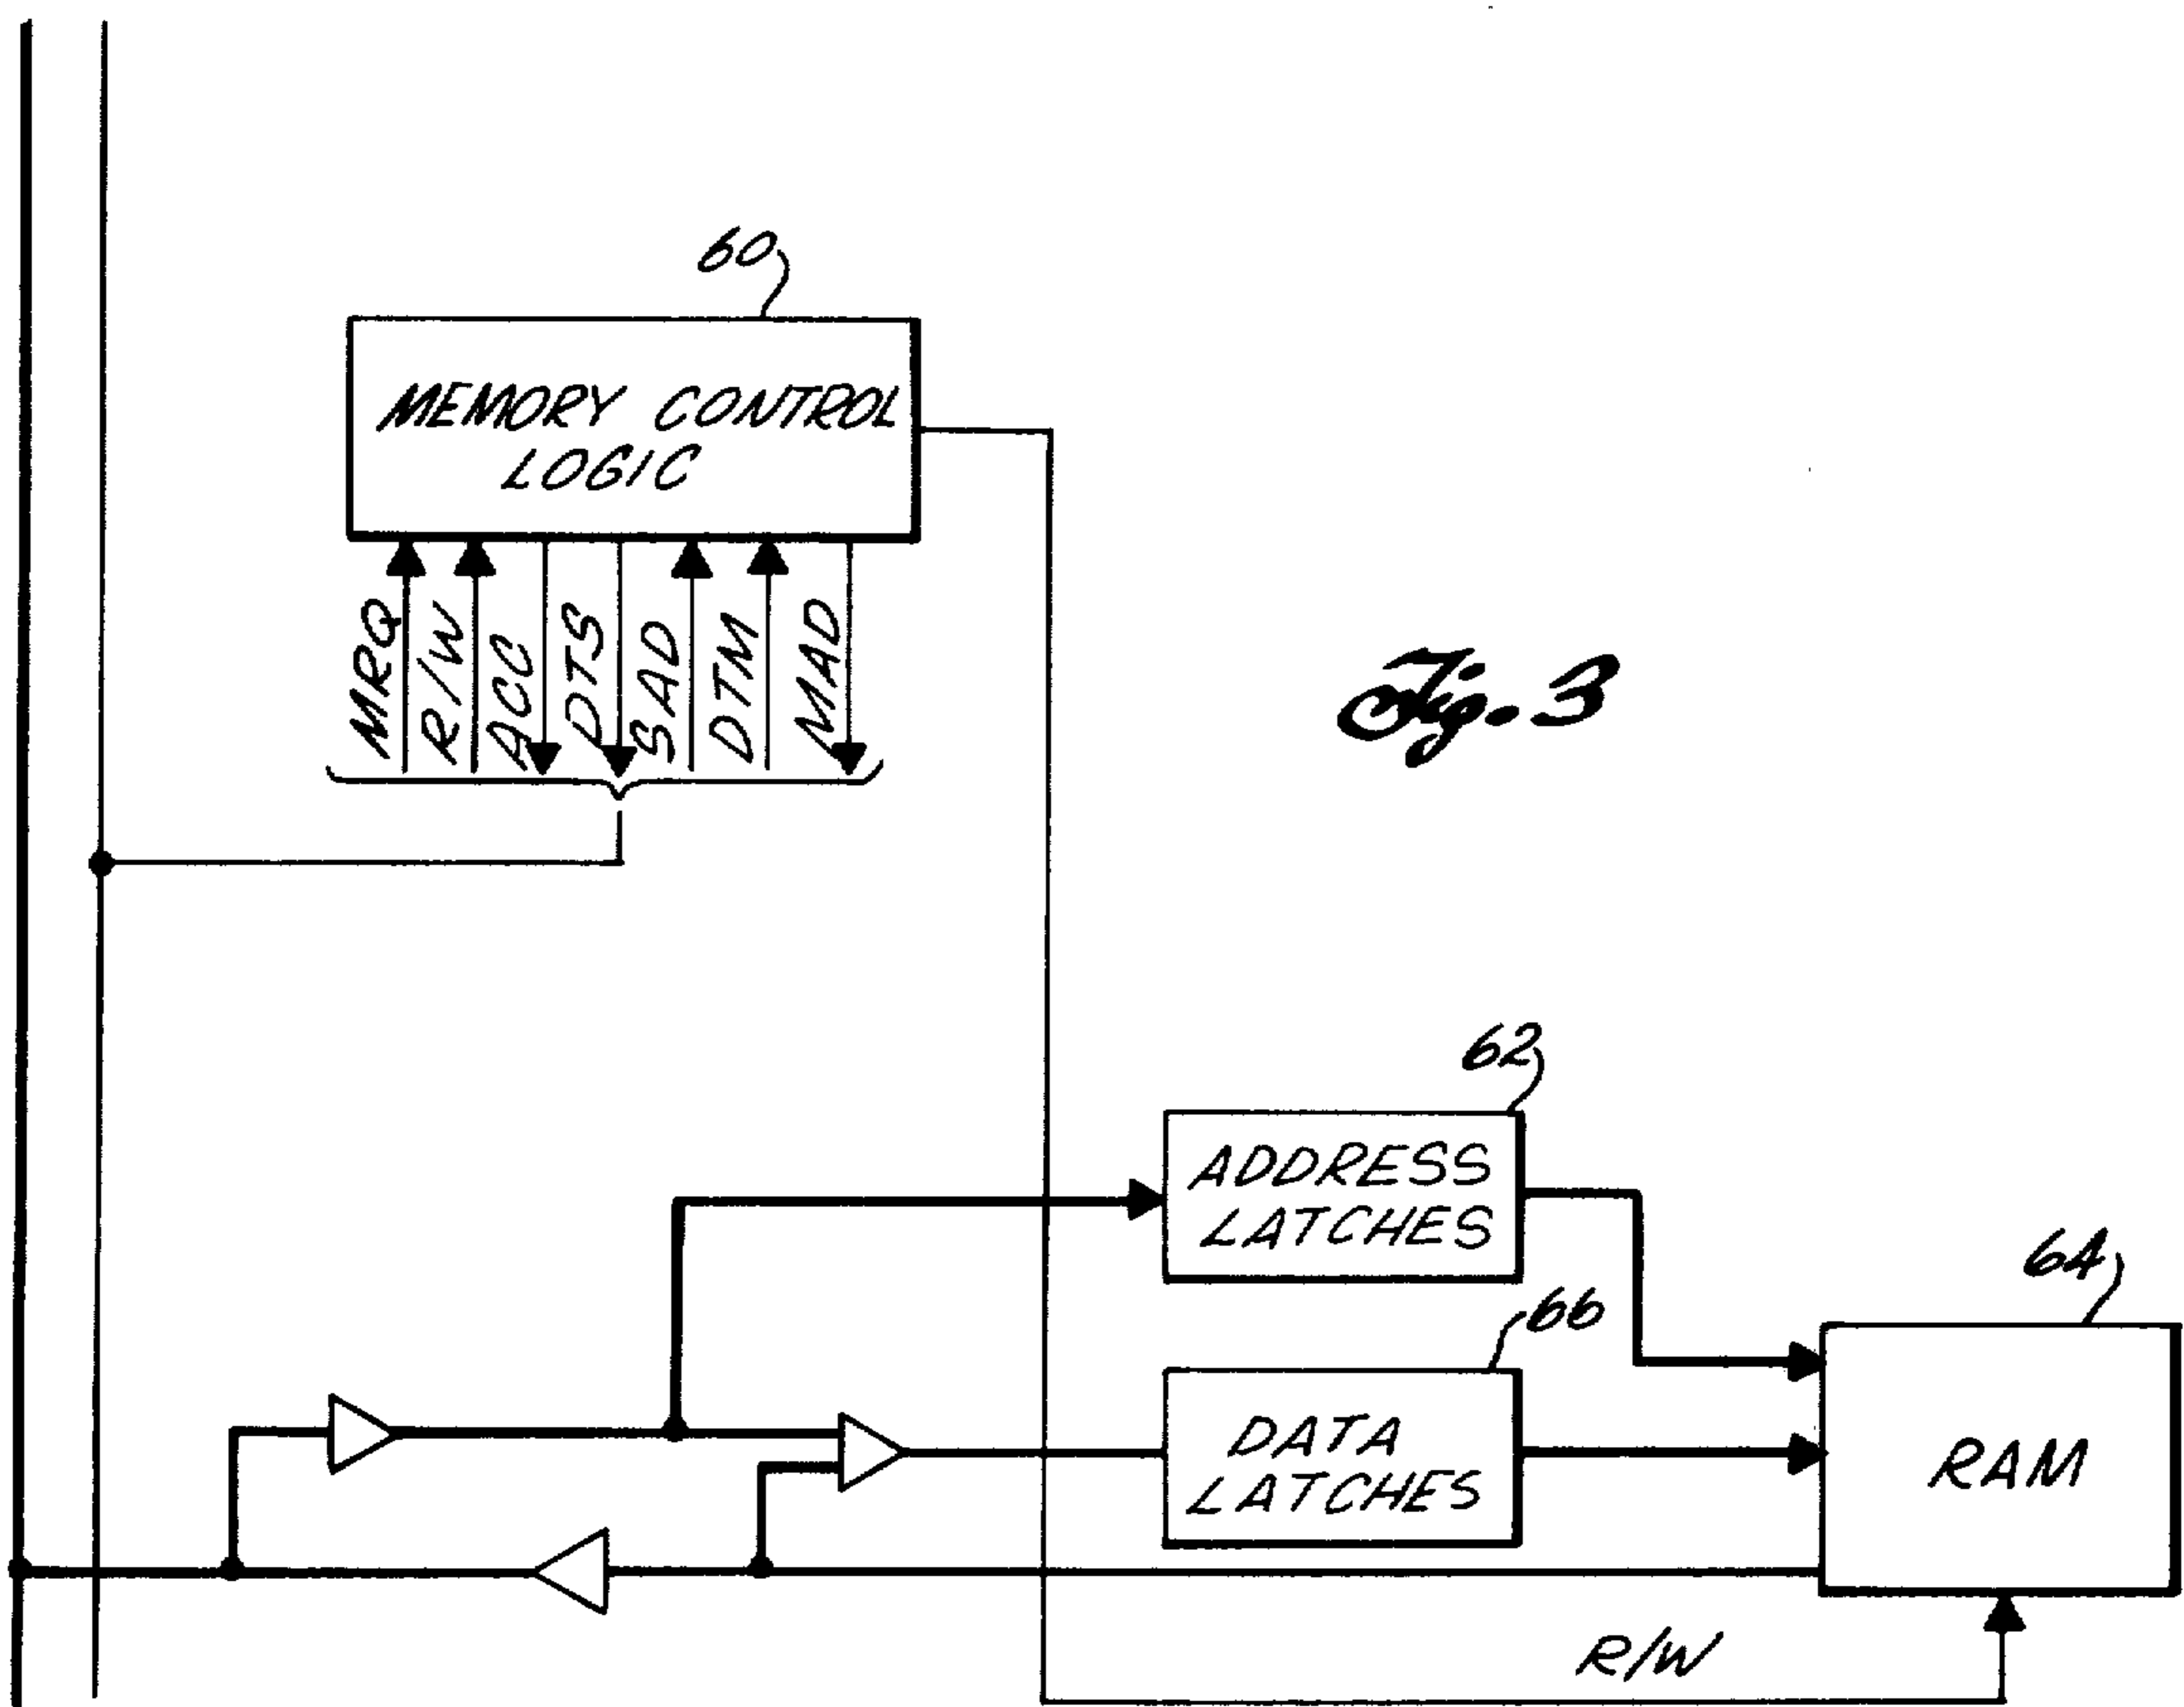 60
MEMORY CONTROL
LOGIC
MRQ
R/W
ACC
DTS
SAD
DTM
MAD
Fig. 3
62
ADDRESS
LATCHES
64
66
DATA
LATCHES
RAM
R/W